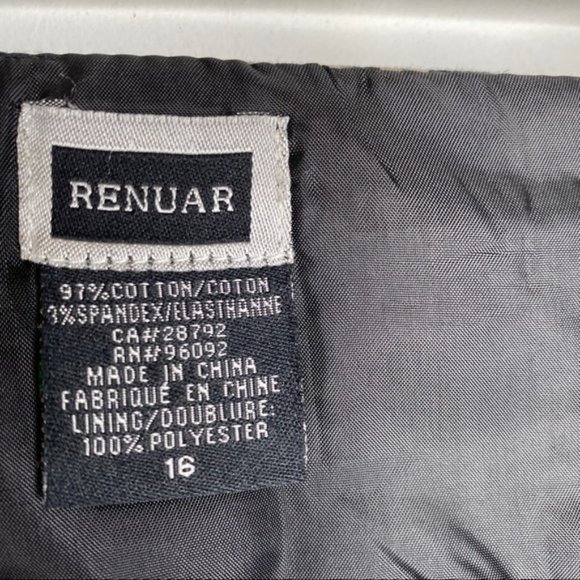 RENUAR
97%COTTON/COTON
3%SPANDEX/ELASTHANNE
CA#28792
RN#96092
MADE IN CHINA
FABRIQUÉ EN CHINE
LINING/DOUBLURE:
100% POLYESTER
16